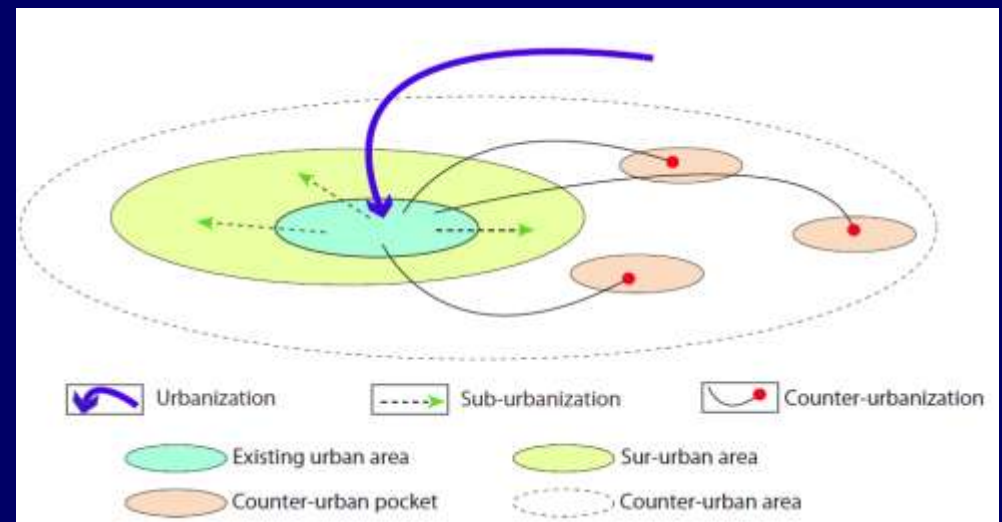 Urbanization
Sub-urbanization
Counter-urbanization
Existing urban area
Sur-urban area
Counter-urban pocket
Counter-urban area